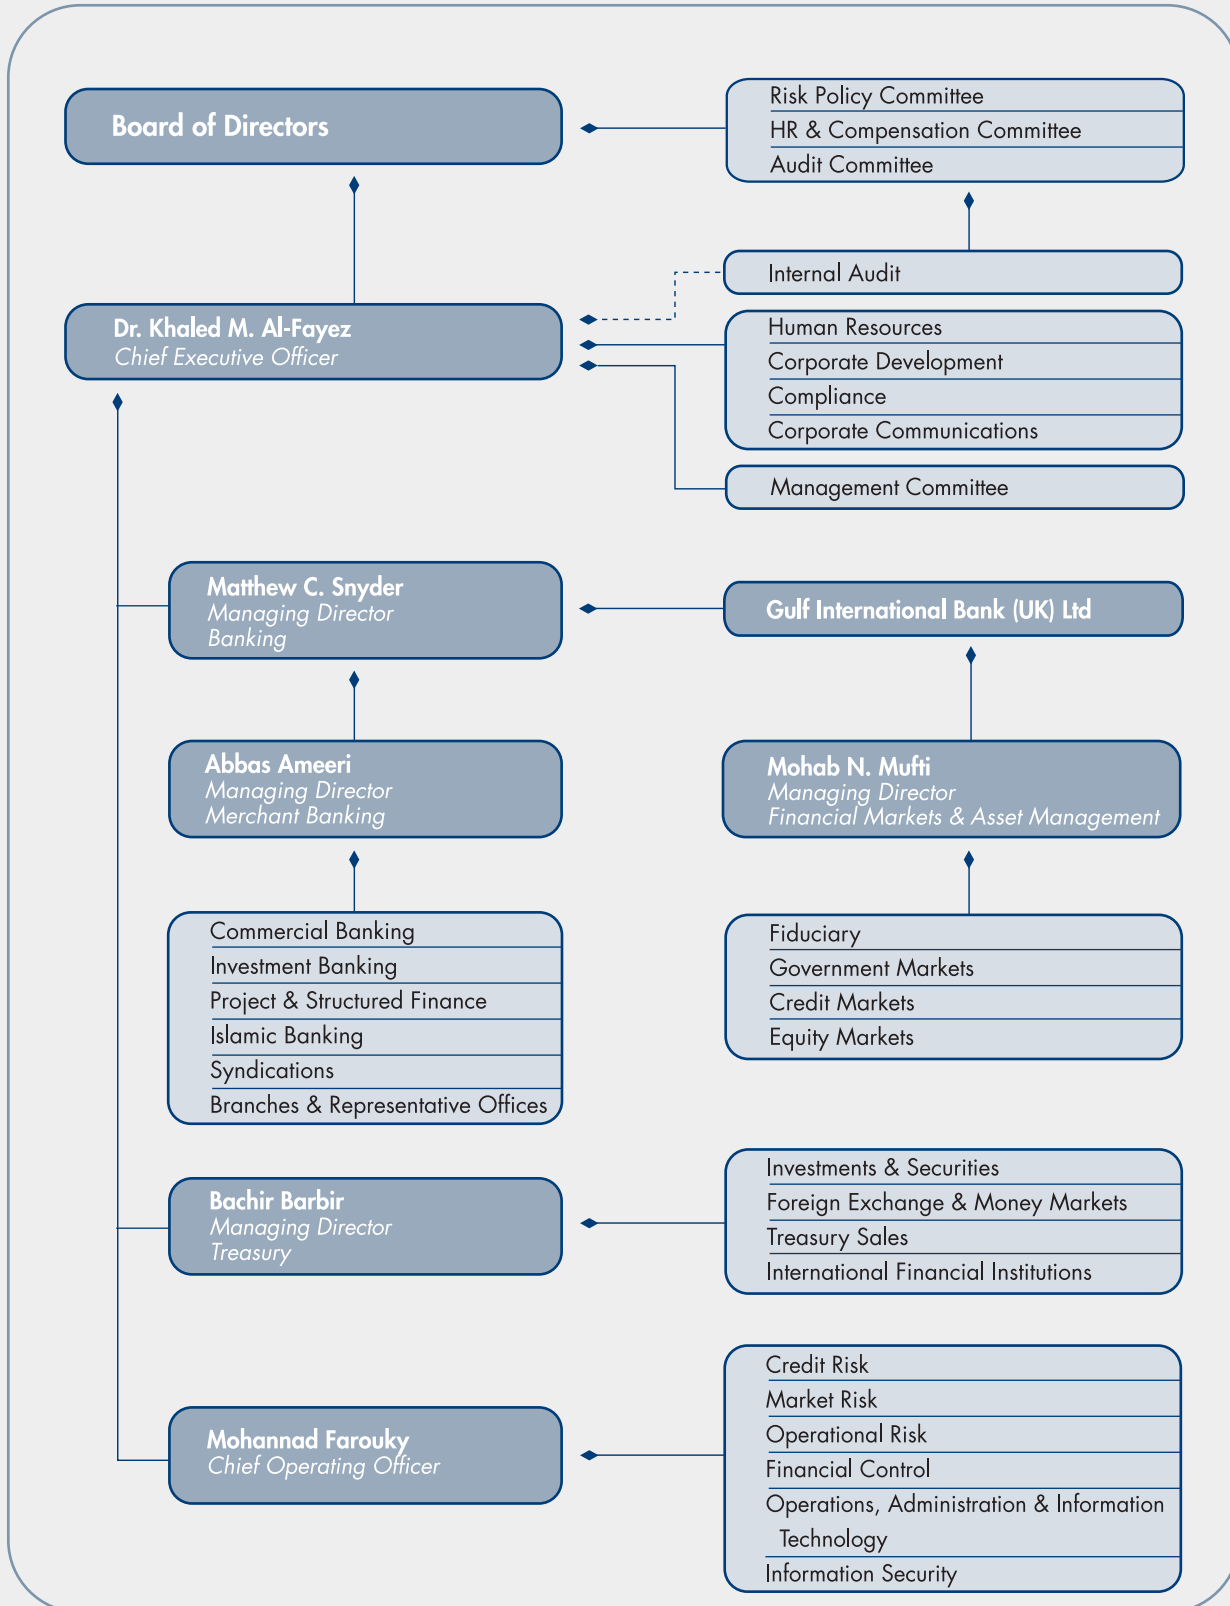 Board of Directors
Risk Policy Committee
HR & Compensation Committee
Audit Committee
Internal Audit
Dr. Khaled M. Al-Fayez
Chief Executive Officer
Human Resources
Corporate Development
Compliance
Corporate Communications
Management Committee
Matthew C. Snyder
Managing Director
Banking
Gulf International Bank (UK) Ltd
Abbas Ameeri
Managing Director
Merchant Banking
Mohab N. Mufti
Managing Director
Financial Markets & Asset Management
Commercial Banking
Investment Banking
Project & Structured Finance
Islamic Banking
Syndications
Branches & Representative Offices
Fiduciary
Government Markets
Credit Markets
Equity Markets
Bachir Barbir
Managing Director
Treasury
Investments & Securities
Foreign Exchange & Money Markets
Treasury Sales
International Financial Institutions
Mohannad Farouky
Chief Operating Officer
Credit Risk
Market Risk
Operational Risk
Financial Control
Operations, Administration & Information
Technology
Information Security